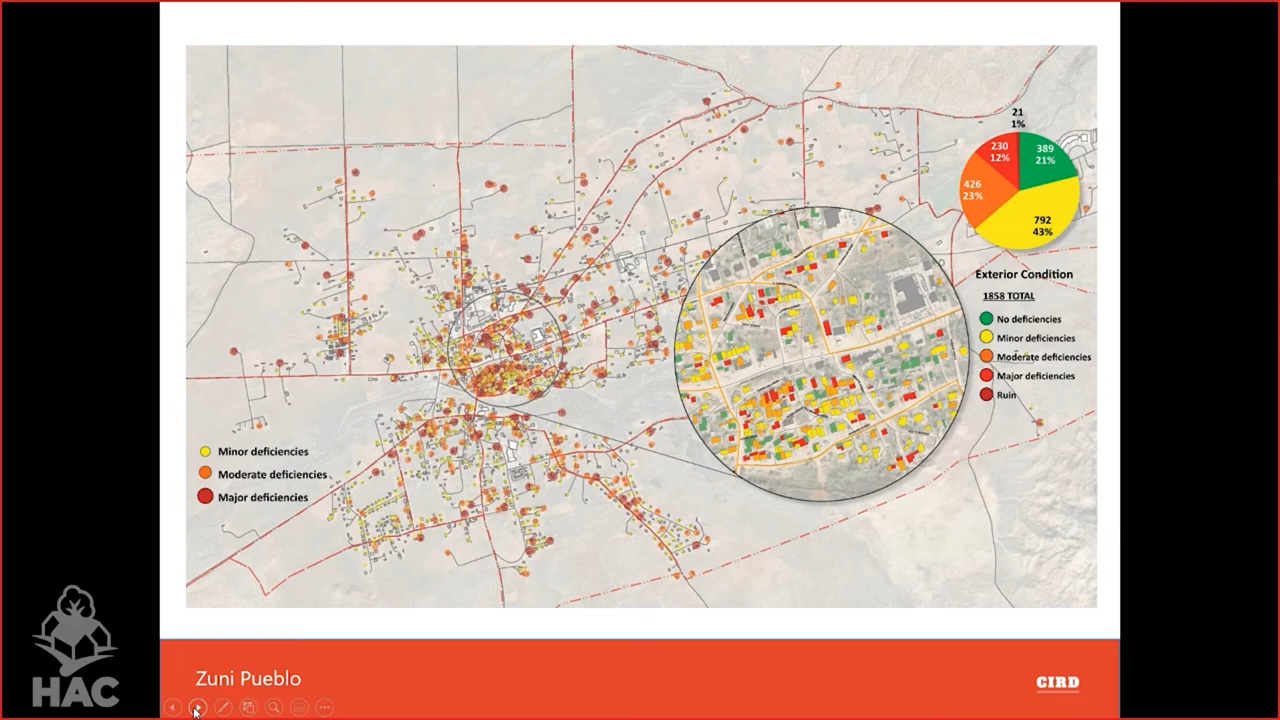 21
1%
230
12%
389
21%
426
23%
792
43%
Exterior Condition
1858 TOTAL
No deficiencies
Minor deficiencies
Moderate deficiencies
Major deficiencies
Ruin
Minor deficiencies
Moderate deficiencies
Major deficiencies
Zuni Pueblo
CIRD
HAC